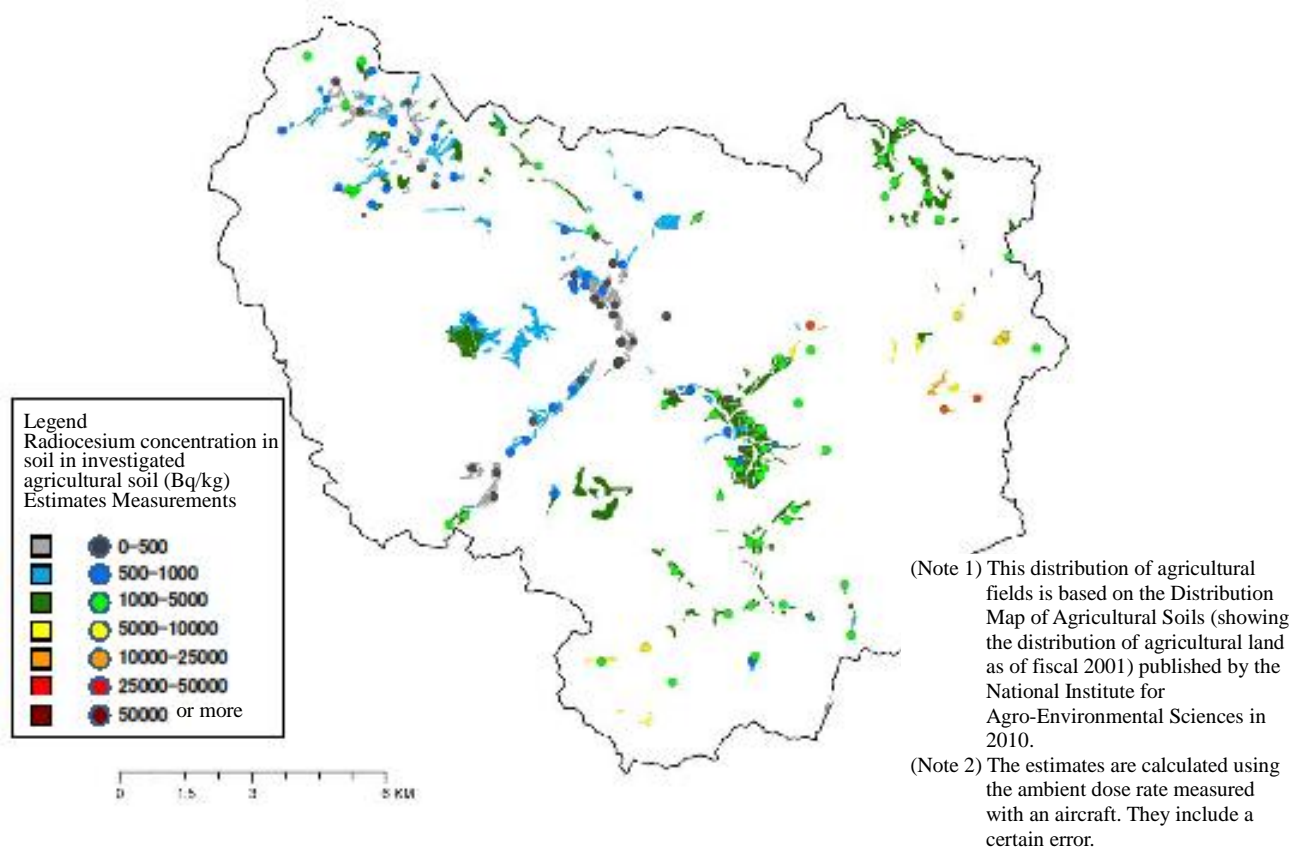 Legend
Radiocesium concentration in
soil in investigated
agricultural soil (Bq/kg)
Estimates Measurements
0-500
500-1000
1000-5000
5000-10000
10000-25000
25000-50000
50000 or more
0 1.5 3 6 KM
(Note 1) This distribution of agricultural
fields is based on the Distribution
Map of Agricultural Soils (showing
the distribution of agricultural land
as of fiscal 2001) published by the
National Institute for
Agro-Environmental Sciences in
2010.
(Note 2) The estimates are calculated using
the ambient dose rate measured
with an aircraft. They include a
certain error.